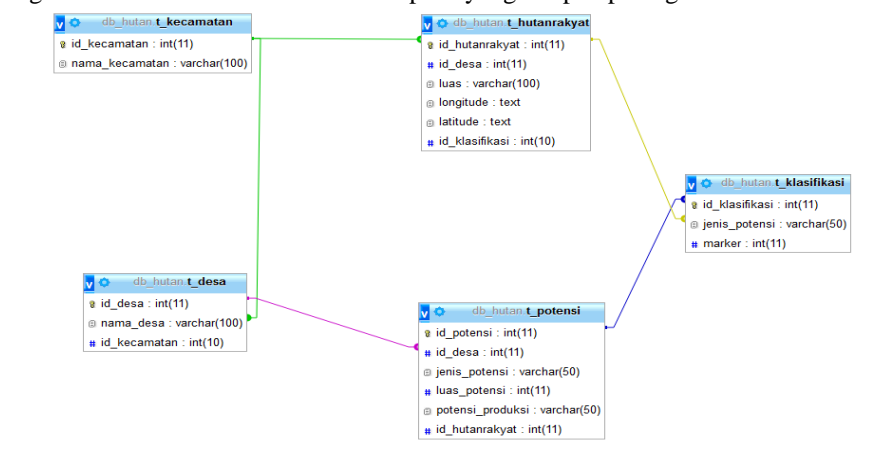 db_hutan t_kecamatan
id_kecamatan : int(11)
nama_kecamatan : varchar(100)
db_hutan t_hutanrakyat
id_hutanrakyat : int(11)
id_desa : int(11)
luas : varchar(100)
longitude : text
latitude : text
id_klasifikasi : int(10)
db_hutan t_klasifikasi
id_klasifikasi : int(11)
jenis_potensi : varchar(50)
marker : int(11)
db_hutan t_desa
id_desa : int(11)
nama_desa : varchar(100)
id_kecamatan : int(10)
db_hutan t_potensi
id_potensi : int(11)
id_desa : int(11)
jenis_potensi : varchar(50)
luas_potensi : int(11)
potensi_produksi : varchar(50)
id_hutanrakyat : int(11)